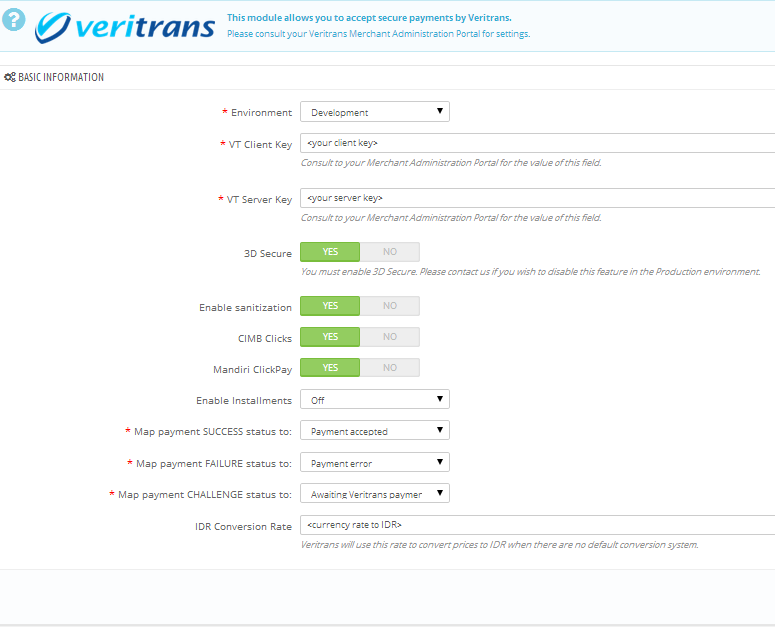 ?
veritrans
This module allows you to accept secure payments by Veritrans.
Please consult your Veritrans Merchant Administration Portal for settings.
BASIC INFORMATION
* Environment Development
* VT Client Key <your client key>
Consult to your Merchant Administration Portal for the value of this field.
* VT Server Key <your server key>
Consult to your Merchant Administration Portal for the value of this field.
3D Secure YES NO
You must enable 3D Secure. Please contact us if you wish to disable this feature in the Production environment.
Enable sanitization YES NO
CIMB Clicks YES NO
Mandiri ClickPay YES NO
Enable Installments Off
* Map payment SUCCESS status to: Payment accepted
* Map payment FAILURE status to: Payment error
* Map payment CHALLENGE status to: Awaiting Veritrans paymer
IDR Conversion Rate <currency rate to IDR>
Veritrans will use this rate to convert prices to IDR when there are no default conversion system.